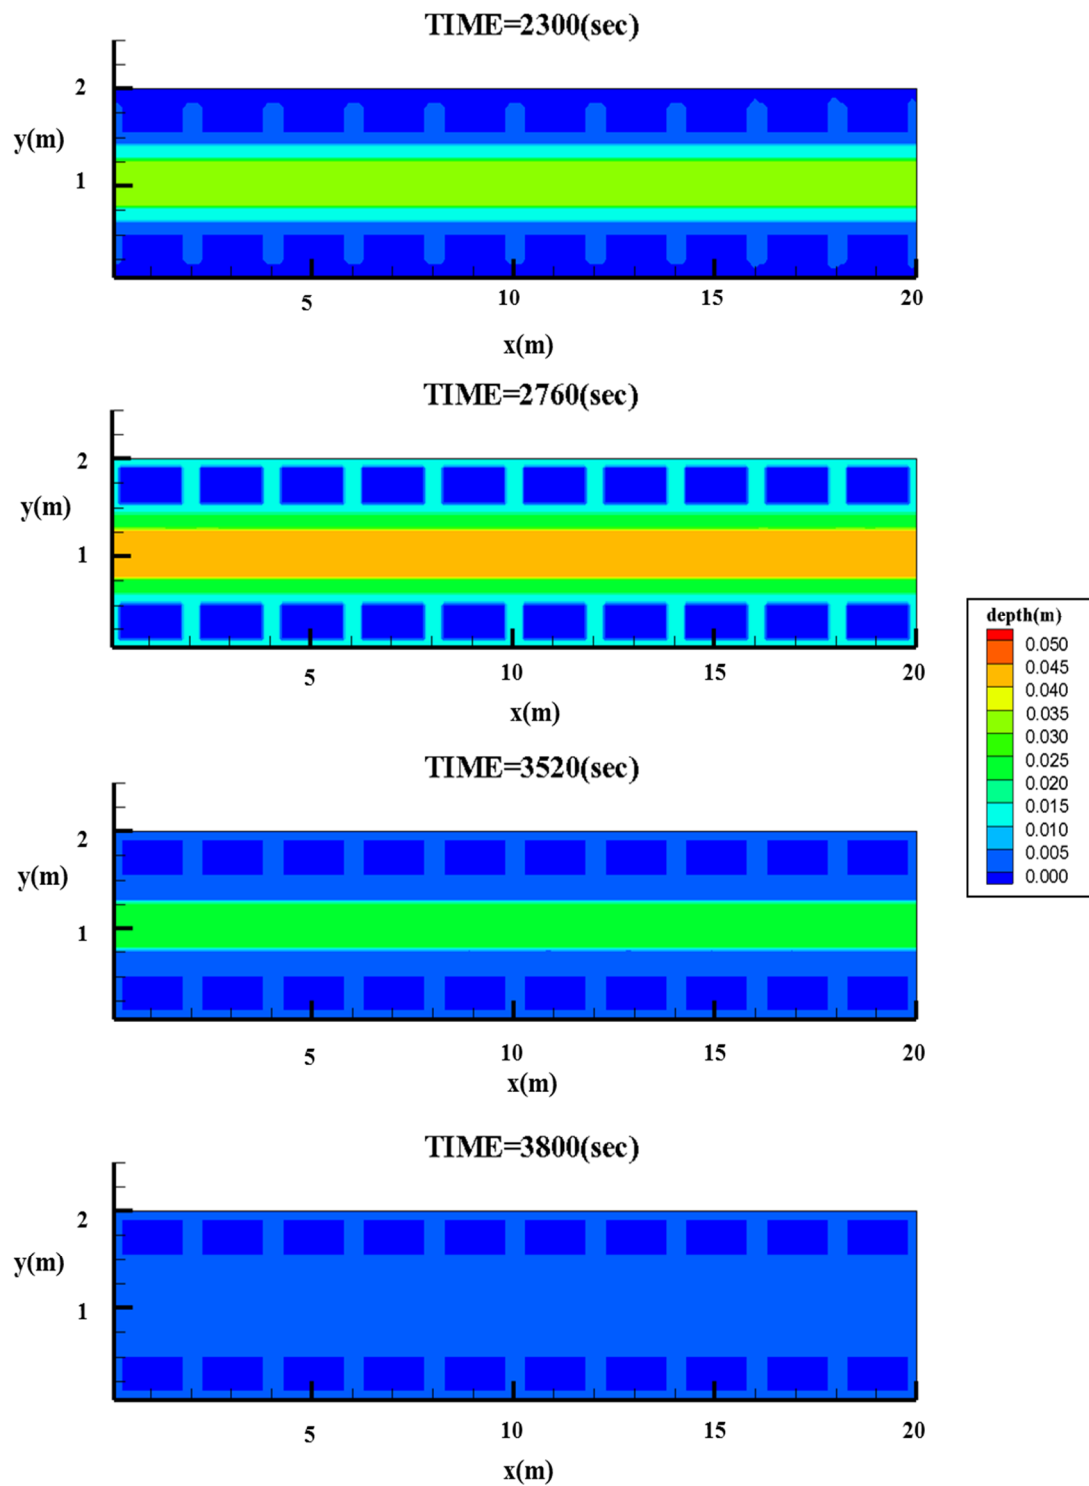 TIME=2300(sec)
2
y(m)
1
5 10 15 20
x(m)
TIME=2760(sec)
2
y(m)
1
5 10 15 20
x(m)
depth(m)
0.050
0.045
0.040
0.035
0.030
0.025
0.020
0.015
0.010
0.005
0.000
TIME=3520(sec)
2
y(m)
1
5 10 15 20
x(m)
TIME=3800(sec)
2
y(m)
1
5 10 15 20
x(m)